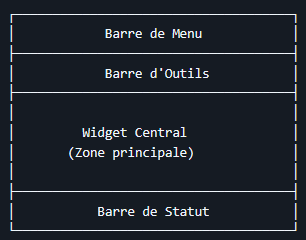 Barre de Menu
Barre d'Outils
Widget Central
(Zone principale)
Barre de Statut